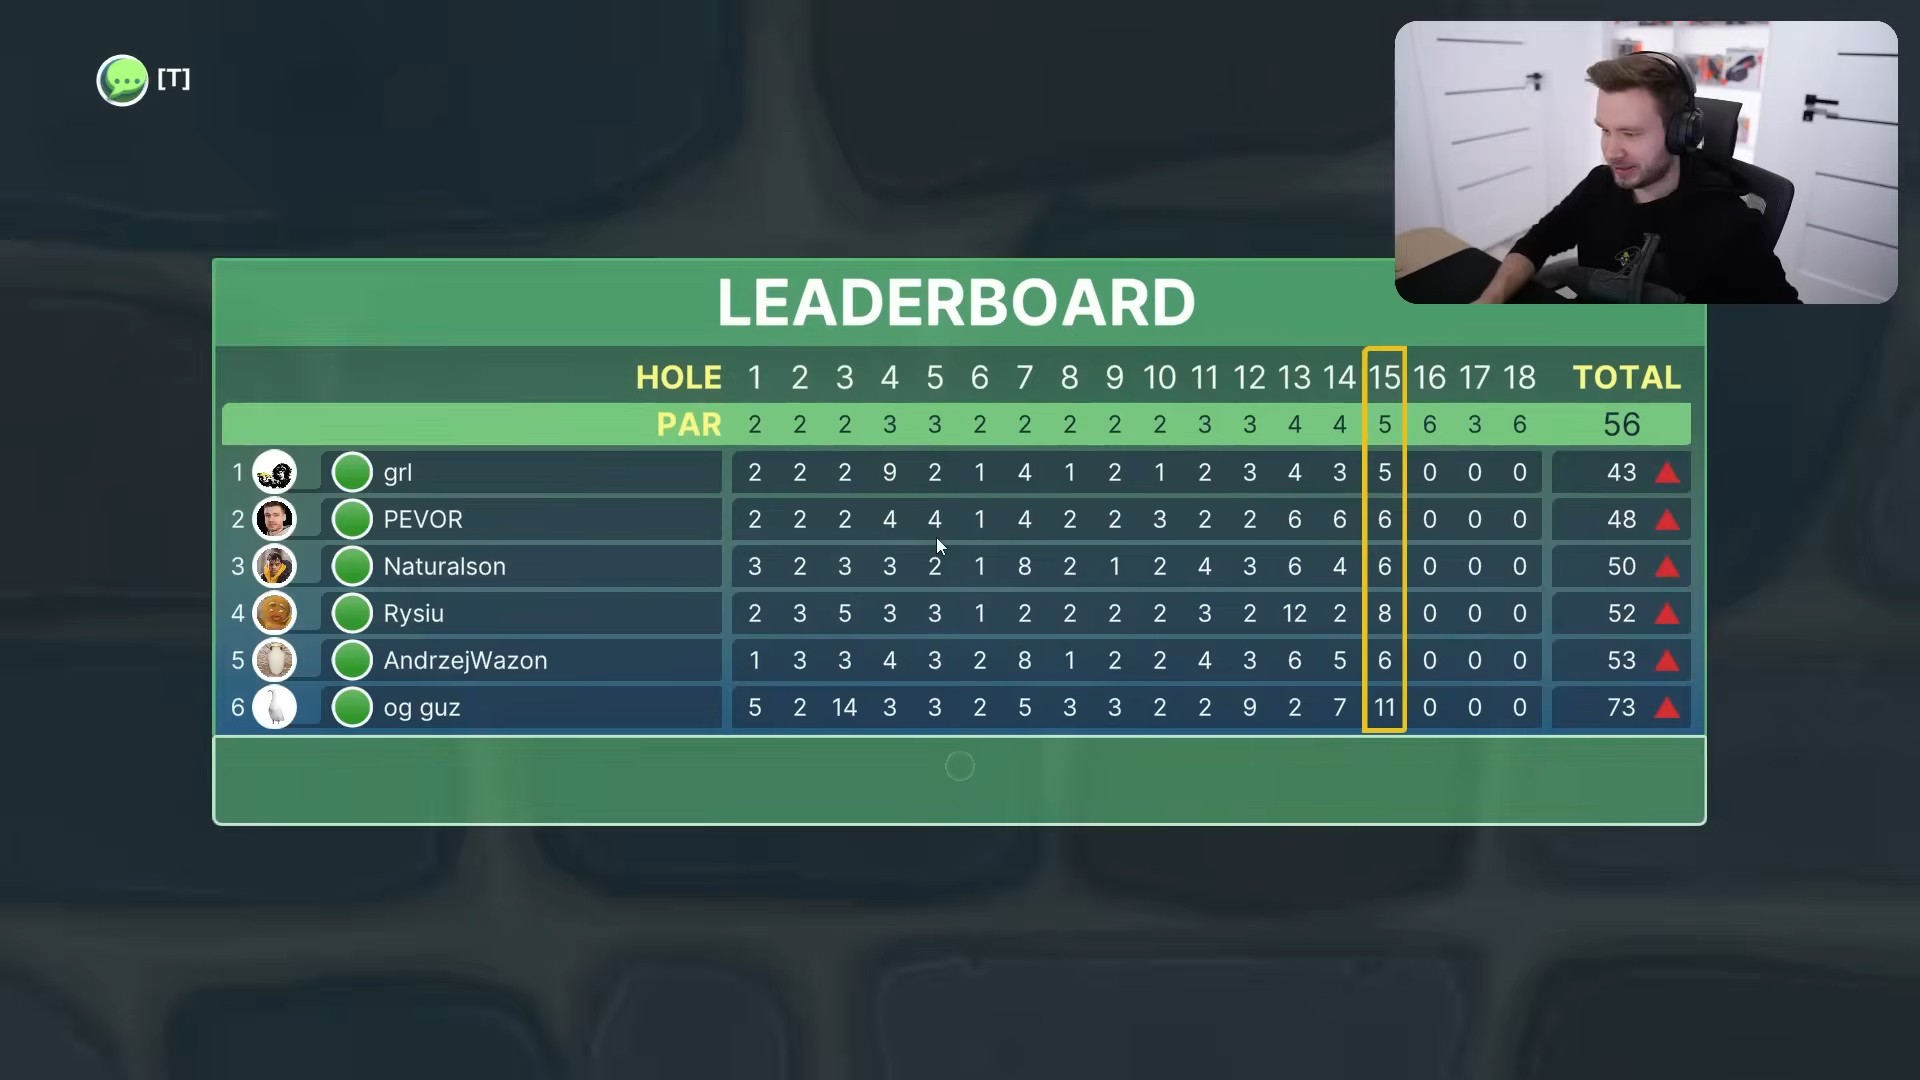 [T]
LEADERBOARD
HOLE 1 2 3 4 5 6 7 8 9 10 11 12 13 14 15 16 17 18 TOTAL
PAR 2 2 2 3 3 2 2 2 2 2 3 3 4 4 5 6 3 6 56
1 grl 2 2 2 9 2 1 4 1 2 1 2 3 4 3 5 0 0 0 43
2 PEVOR 2 2 2 4 4 1 4 2 2 3 2 2 6 6 6 0 0 0 48
3 Naturalson 3 2 3 3 2 1 8 2 1 2 4 3 6 4 6 0 0 0 50
4 Rysiu 2 3 5 3 3 1 2 2 2 2 3 2 12 2 8 0 0 0 52
5 AndrzejWazon 1 3 3 4 3 2 8 1 2 2 4 3 6 5 6 0 0 0 53
6 og guz 5 2 14 3 3 2 5 3 3 2 2 9 2 7 11 0 0 0 73